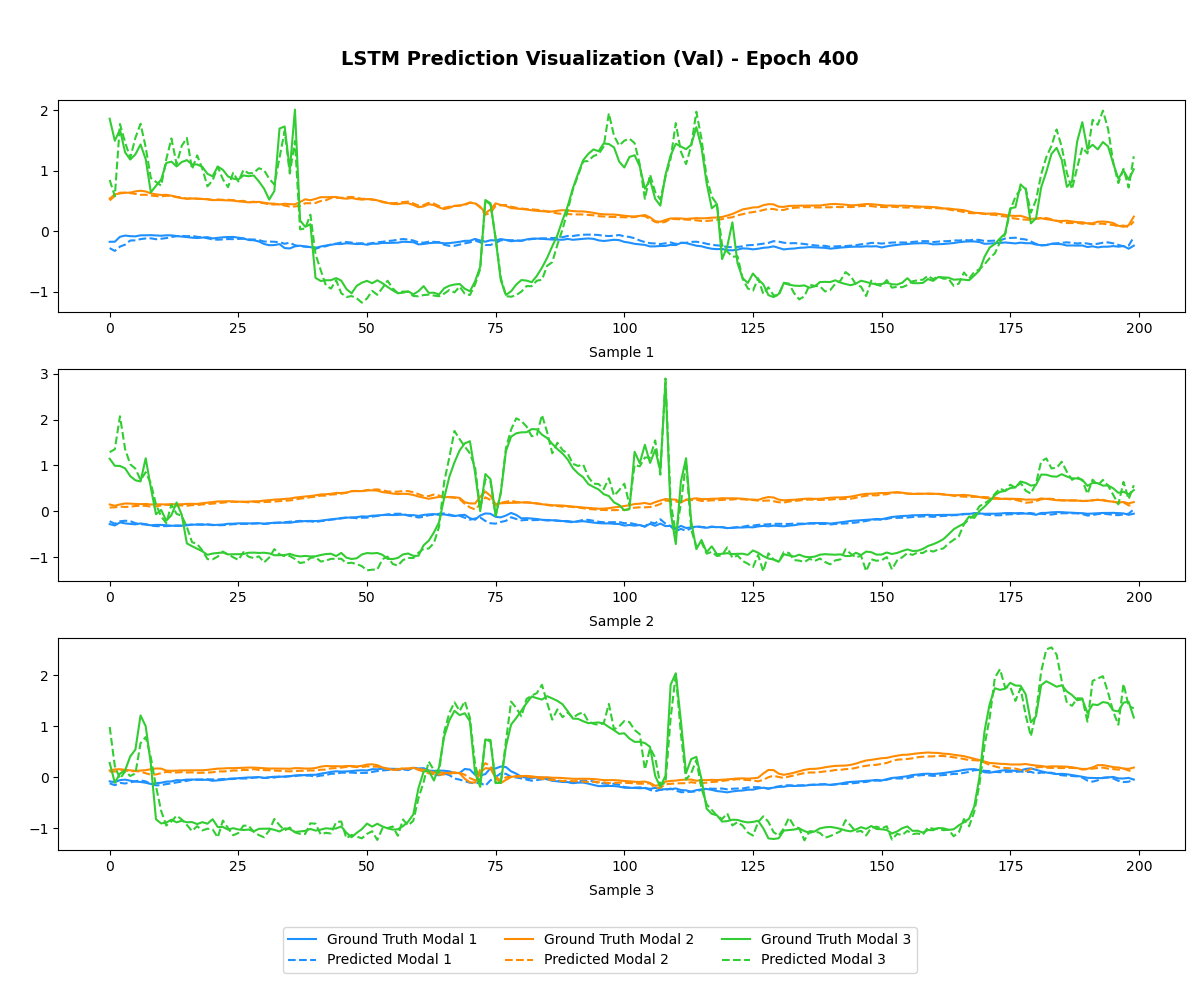 LSTM Prediction Visualization (Val) - Epoch 400
2
1
0
−1
0 25 50 75 100 125 150 175 200
Sample 1
3
2
1
0
−1
0 25 50 75 100 125 150 175 200
Sample 2
2
1
0
−1
0 25 50 75 100 125 150 175 200
Sample 3
Ground Truth Modal 1 Ground Truth Modal 2 Ground Truth Modal 3
Predicted Modal 1 Predicted Modal 2 Predicted Modal 3